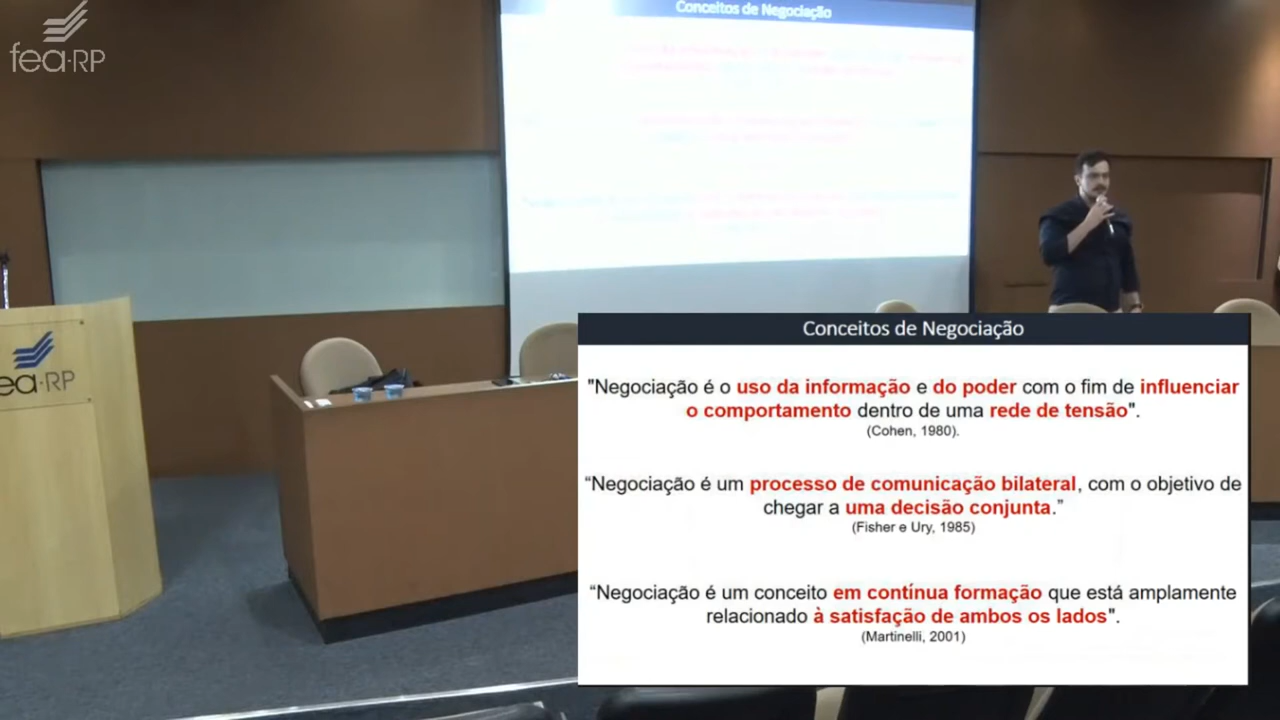 fea-RP
Conceitos de Negociação
ea-RP
Conceitos de Negociação
"Negociação é o uso da informação e do poder com o fim de influenciar
o comportamento dentro de uma rede de tensão".
(Cohen, 1980).
“Negociação é um processo de comunicação bilateral, com o objetivo de
chegar a uma decisão conjunta.”
(Fisher e Ury, 1985)
“Negociação é um conceito em contínua formação que está amplamente
relacionado à satisfação de ambos os lados".
(Martinelli, 2001)